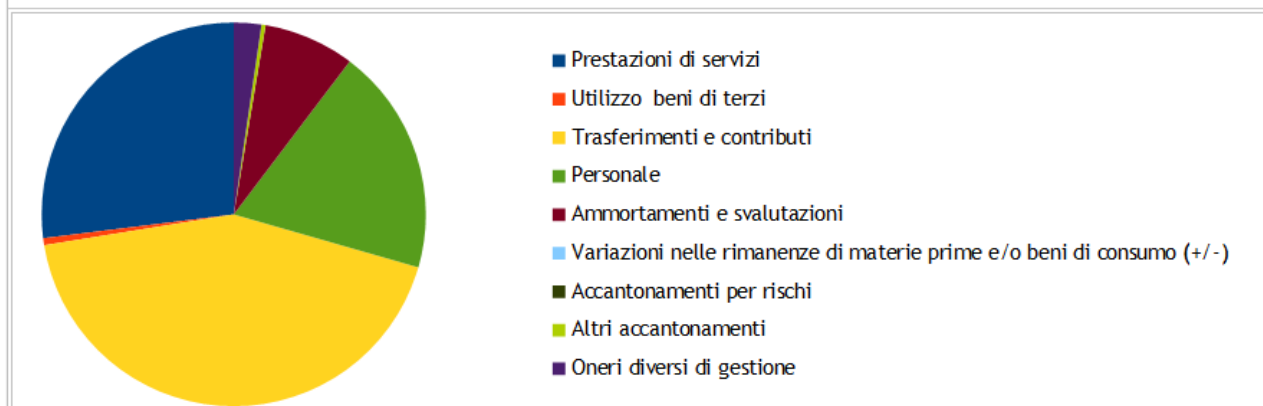 Prestazioni di servizi
Utilizzo beni di terzi
Trasferimenti e contributi
Personale
Ammortamenti e svalutazioni
Variazioni nelle rimanenze di materie prime e/o beni di consumo (+/-)
Accantonamenti per rischi
Altri accantonamenti
Oneri diversi di gestione